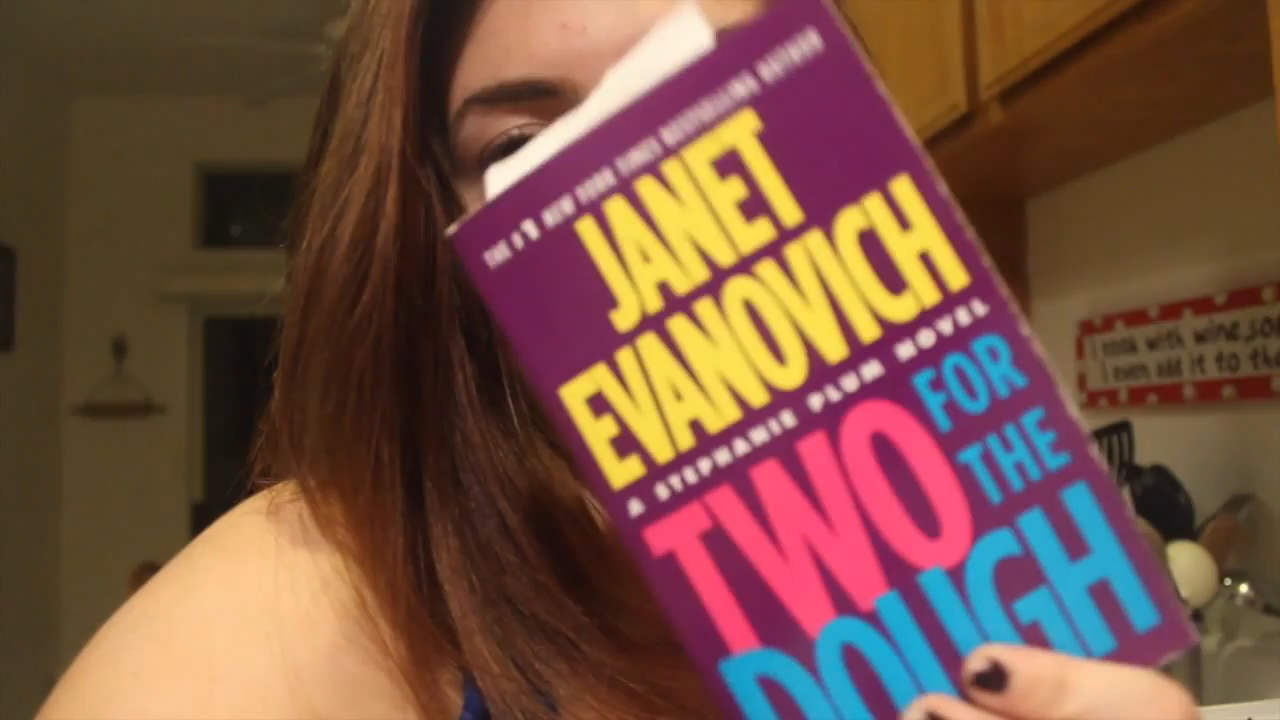 THE #1 NEW YORK TIMES BESTSELLING AUTHOR
JANET
EVANOVICH
A STEPHANIE PLUM NOVEL
TWO
FOR
THE
DOUGH
I cook with wine, so
i even add it to the